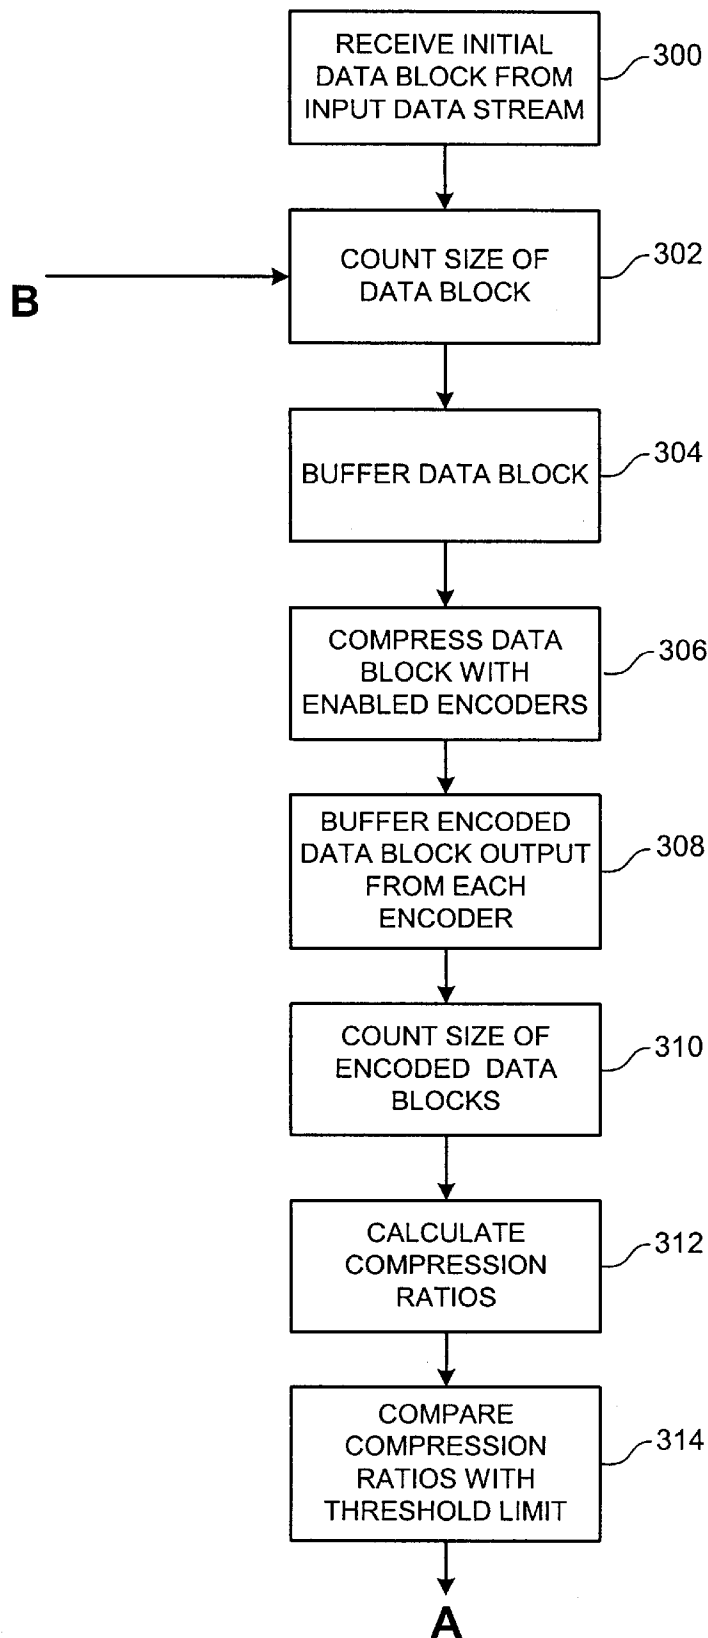 RECEIVE INITIAL
DATA BLOCK FROM
INPUT DATA STREAM
300
COUNT SIZE OF
DATA BLOCK
302
B
BUFFER DATA BLOCK
304
COMPRESS DATA
BLOCK WITH
ENABLED ENCODERS
306
BUFFER ENCODED
DATA BLOCK OUTPUT
FROM EACH
ENCODER
308
COUNT SIZE OF
ENCODED DATA
BLOCKS
310
CALCULATE
COMPRESSION
RATIOS
312
COMPARE
COMPRESSION
RATIOS WITH
THRESHOLD LIMIT
314
A